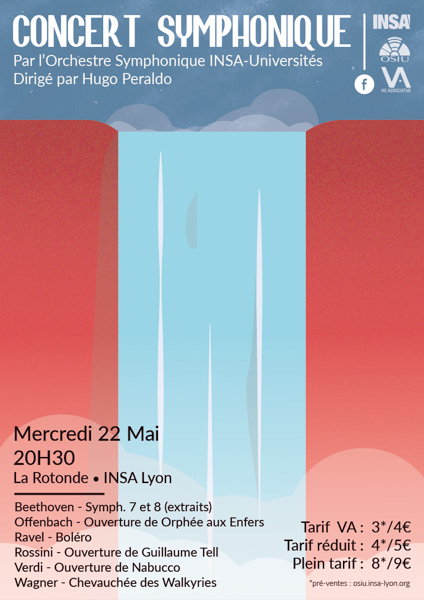 CONCERT SYMPHONIQUE
Par l'Orchestre Symphonique INSA-Universités
Dirigé par Hugo Peraldo
INSA
OSIU
f
VA
VIE ASSOCIATIVE
Mercredi 22 Mai
20H30
La Rotonde • INSA Lyon
Beethoven - Symph. 7 et 8 (extraits)
Offenbach - Ouverture de Orphée aux Enfers
Ravel - Boléro
Rossini - Ouverture de Guillaume Tell
Verdi - Ouverture de Nabucco
Wagner - Chevauchée des Walkyries
Tarif VA : 3*/4€
Tarif réduit : 4*/5€
Plein tarif : 8*/9€
*pré-ventes : osiu.insa-lyon.org